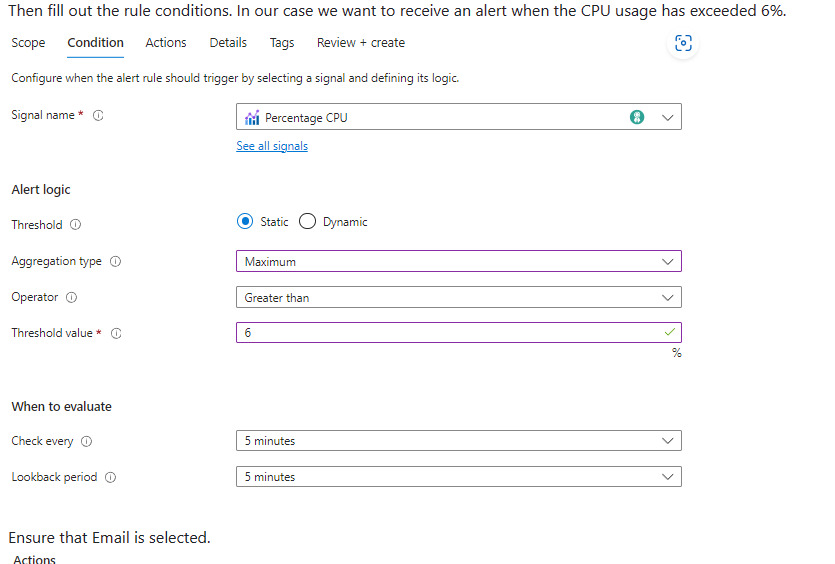 Then fill out the rule conditions. In our case we want to receive an alert when the CPU usage has exceeded 6%.
Scope Condition Actions Details Tags Review + create
Configure when the alert rule should trigger by selecting a signal and defining its logic.
Signal name * Percentage CPU
See all signals
Alert logic
Threshold Static Dynamic
Aggregation type Maximum
Operator Greater than
Threshold value * 6
%
When to evaluate
Check every 5 minutes
Lookback period 5 minutes
Ensure that Email is selected.
Actions